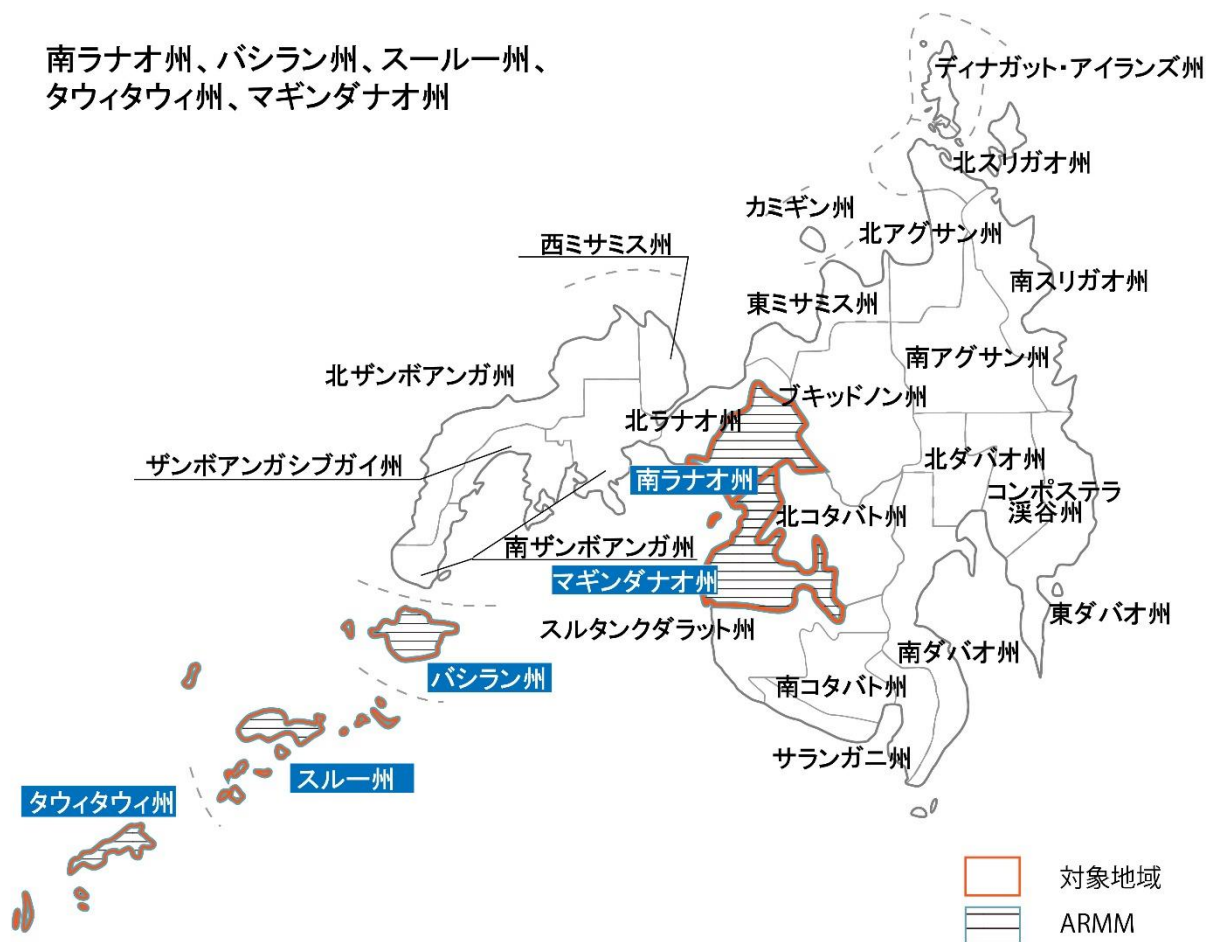 南ラナオ州、バシラン州、スールー州、
タウィタウィ州、マギンダナオ州
ディナガット・アイランズ州
北スリガオ州
カミギン州
北アグサン州
西ミサミス州
南スリガオ州
東ミサミス州
南アグサン州
北ザンボアンガ州
ブキッドノン州
北ラナオ州
北ダバオ州
ザンボアンガシブガイ州
南ラナオ州
コンポステラ
渓谷州
北コタバト州
南ザンボアンガ州
マギンダナオ州
東ダバオ州
スルタンクダラット州
南ダバオ州
バシラン州
南コタバト州
サランガニ州
スルー州
タウィタウィ州
対象地域
ARMM